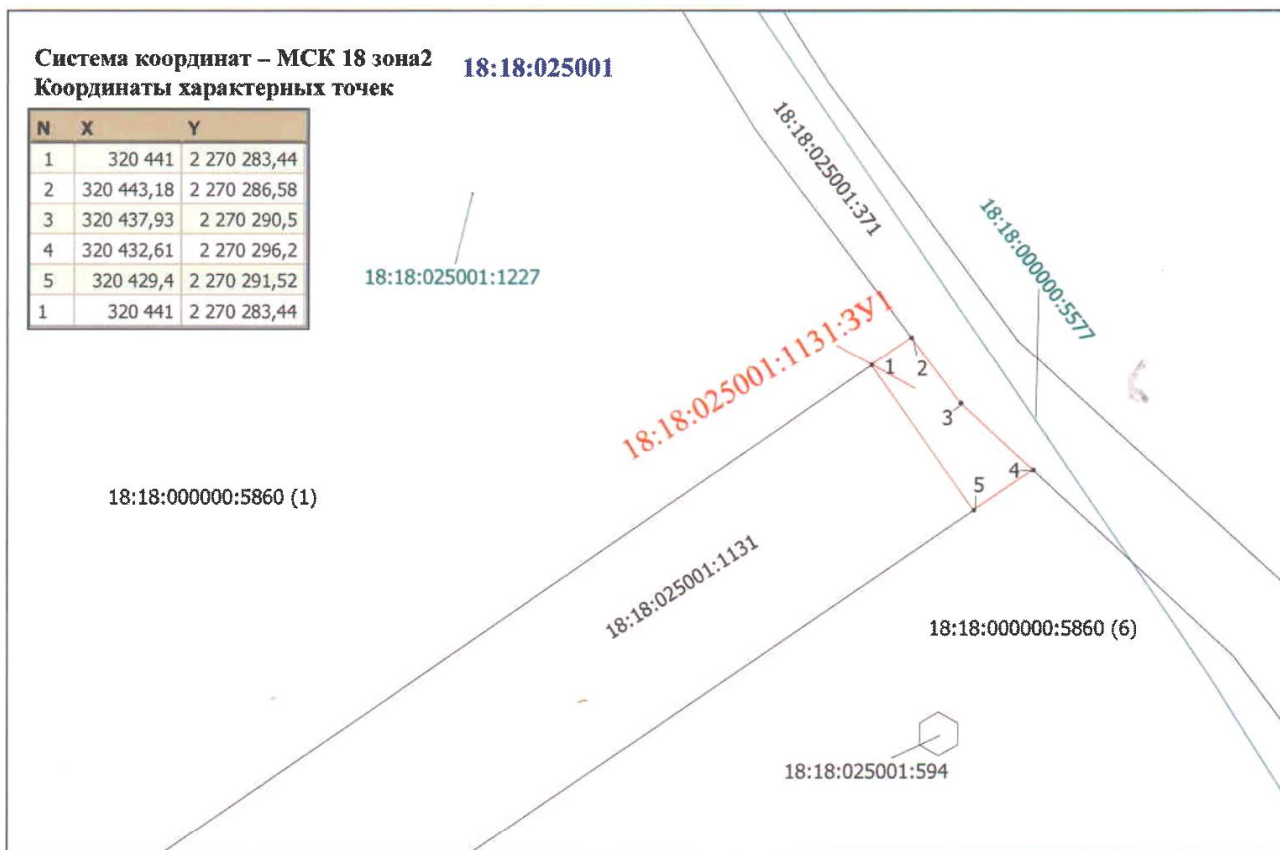 Система координат – МСК 18 зона2
Координаты характерных точек
18:18:025001
N X Y
1 320 441 2 270 283,44
2 320 443,18 2 270 286,58
3 320 437,93 2 270 290,5
4 320 432,61 2 270 296,2
5 320 429,4 2 270 291,52
1 320 441 2 270 283,44
18:18:025001:371
18:18:000000:5577
18:18:025001:1227
18:18:025001:1131:ЗУ1
1
2
3
4
5
18:18:000000:5860 (1)
18:18:025001:1131
18:18:000000:5860 (6)
18:18:025001:594